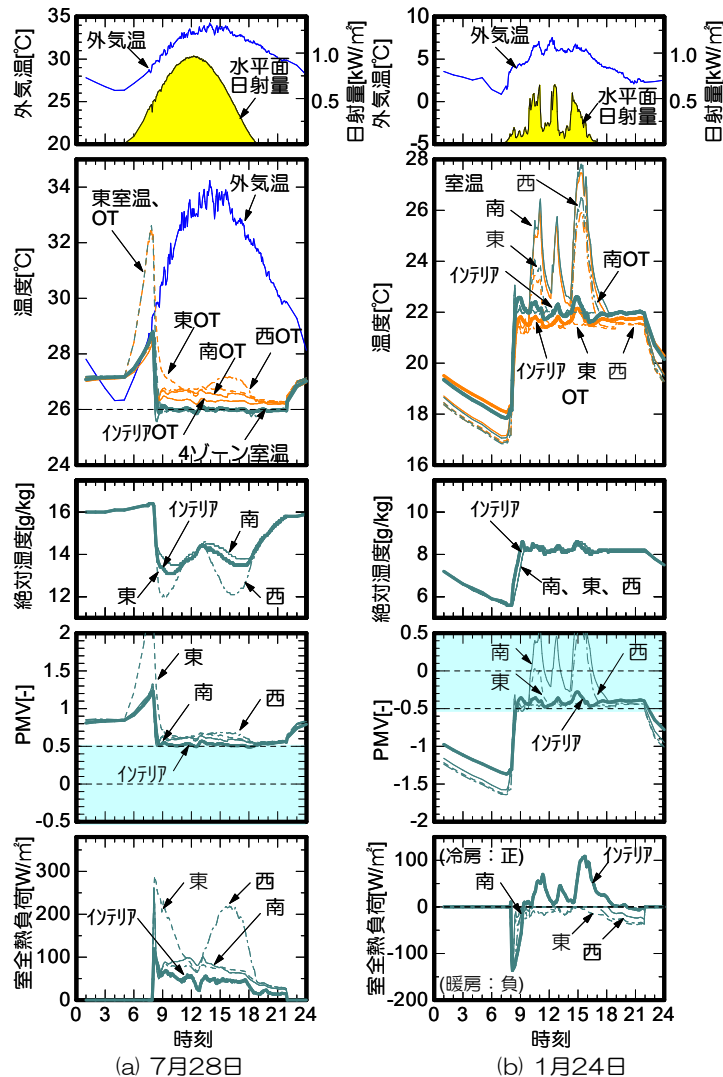 外気温[℃]
35
30
25
20
外気温
水平面
日射量
1.0
0.5
日射量[kW/㎡]
温度[℃]
34
32
30
28
26
24
東室温、
OT
外気温
東OT
南OT
西OT
インテリアOT
4ゾーン室温
絶対湿度[g/kg]
16
14
12
インテリア
南
東
西
PMV[-]
2
1.5
1
0.5
0
-0.5
東
南
西
インテリア
室全熱負荷[W/㎡]
300
200
100
0
東
西
インテリア
南
0 3 6 9 12 15 18 21 24
時刻
(a) 7月28日
外気温[℃]
10
5
0
-5
外気温
水平面
日射量
1.0
0.5
日射量[kW/㎡]
温度[℃]
28
26
24
22
20
18
16
室温
西
南
東
インテリア
南OT
インテリア
OT
東
西
絶対湿度[g/kg]
10
8
6
インテリア
南、東、西
PMV[-]
0.5
0
-0.5
-1
-1.5
-2
南
東
西
インテリア
室全熱負荷[W/㎡]
100
0
-100
-200
(冷房：正)
インテリア
南
東
西
(暖房：負)
0 3 6 9 12 15 18 21 24
時刻
(b) 1月24日